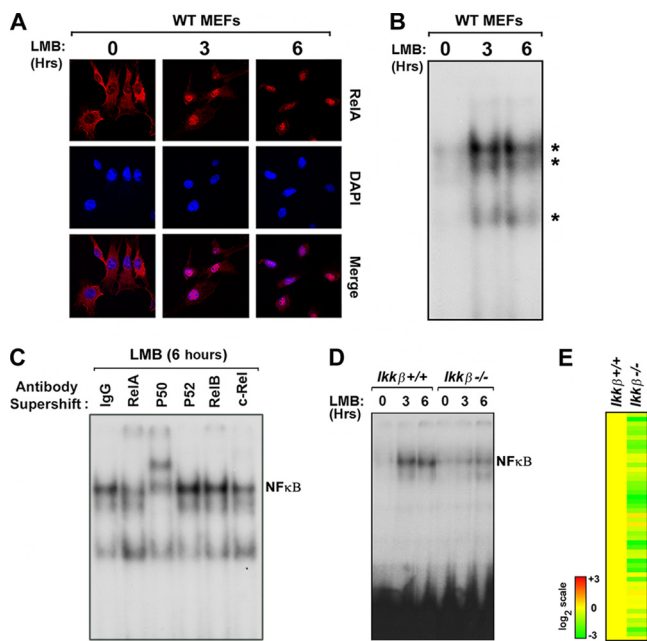 A
WT MEFs
LMB: 0 3 6
(Hrs)
RelA
DAPI
Merge
B
WT MEFs
LMB: 0 3 6
(Hrs)
*
*
*
C
LMB (6 hours)
Antibody
Supershift :
IgG RelA P50 P52 RelB c-Rel
NFκB
D
Ikkβ+/+ Ikkβ-/-
LMB: 0 3 6 0 3 6
(Hrs)
NFκB
E
Ikkβ+/+ Ikkβ-/-
log2 scale
+3
0
-3